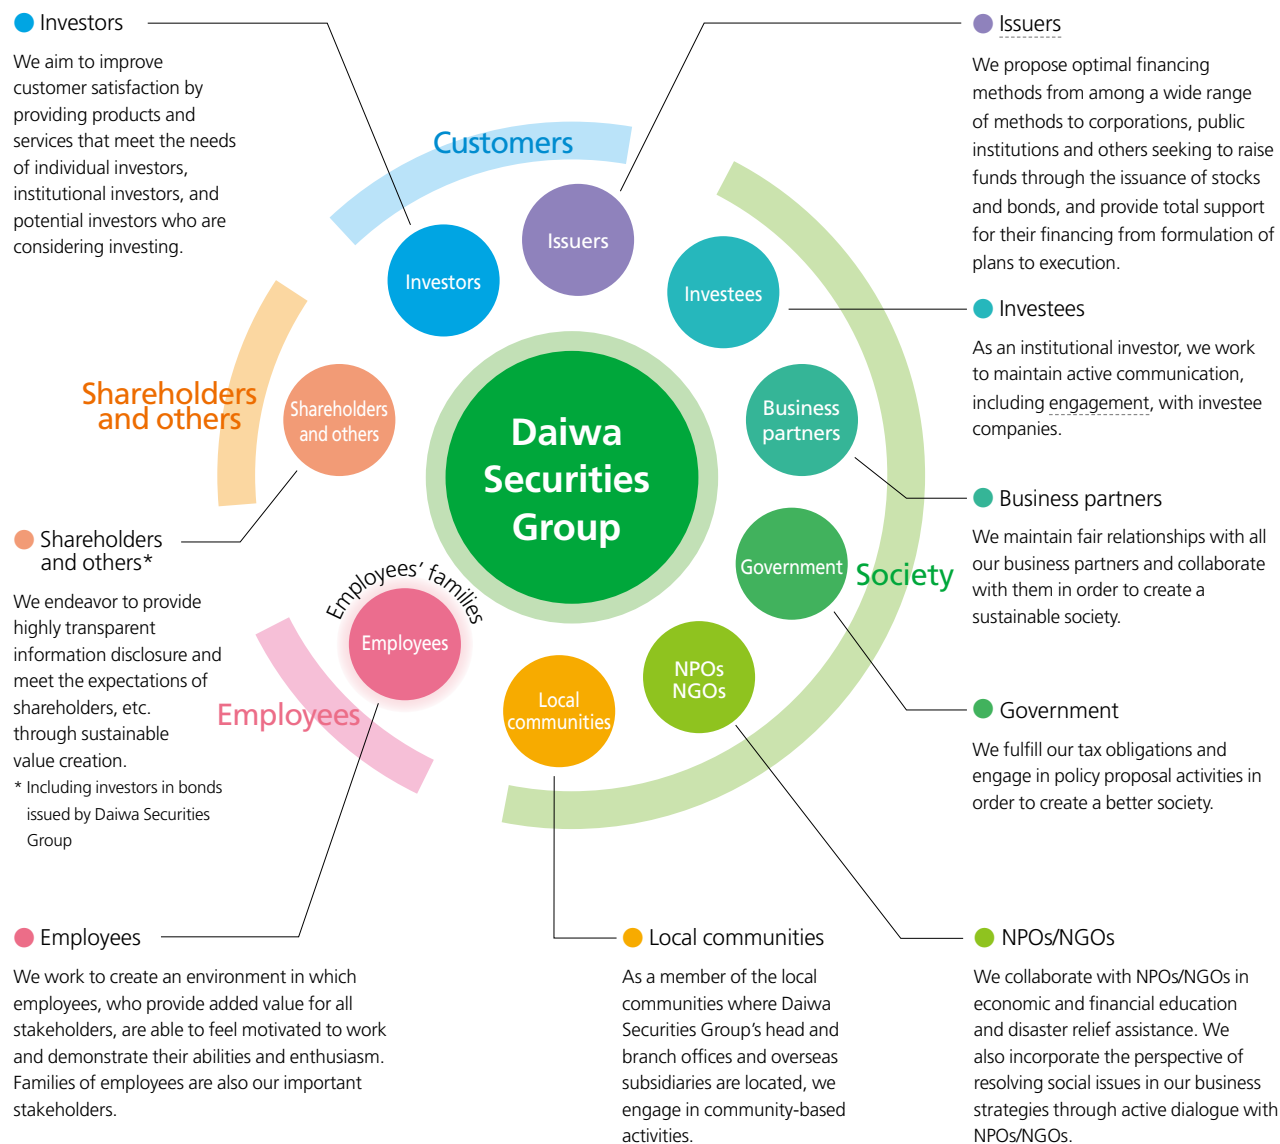 Investors
We aim to improve
customer satisfaction by
providing products and
services that meet the needs
of individual investors,
institutional investors, and
potential investors who are
considering investing.
Issuers
We propose optimal financing
methods from among a wide range
of methods to corporations, public
institutions and others seeking to raise
funds through the issuance of stocks
and bonds, and provide total support
for their financing from formulation of
plans to execution.
Customers
Issuers
Investors
Investees
Investees
As an institutional investor, we work
to maintain active communication,
including engagement, with investee
companies.
Shareholders
and others
Shareholders
and others
Business
partners
Daiwa
Securities
Group
Business partners
We maintain fair relationships with all
our business partners and collaborate
with them in order to create a
sustainable society.
Shareholders
and others*
We endeavor to provide
highly transparent
information disclosure and
meet the expectations of
shareholders, etc.
through sustainable
value creation.
* Including investors in bonds
issued by Daiwa Securities
Group
Employees' families
Employees
Employees
Government
Society
NPOs
NGOs
Local
communities
Government
We fulfill our tax obligations and
engage in policy proposal activities in
order to create a better society.
Employees
We work to create an environment in which
employees, who provide added value for all
stakeholders, are able to feel motivated to work
and demonstrate their abilities and enthusiasm.
Families of employees are also our important
stakeholders.
Local communities
As a member of the local
communities where Daiwa
Securities Group's head and
branch offices and overseas
subsidiaries are located, we
engage in community-based
activities.
NPOs/NGOs
We collaborate with NPOs/NGOs in
economic and financial education
and disaster relief assistance. We
also incorporate the perspective of
resolving social issues in our business
strategies through active dialogue with
NPOs/NGOs.